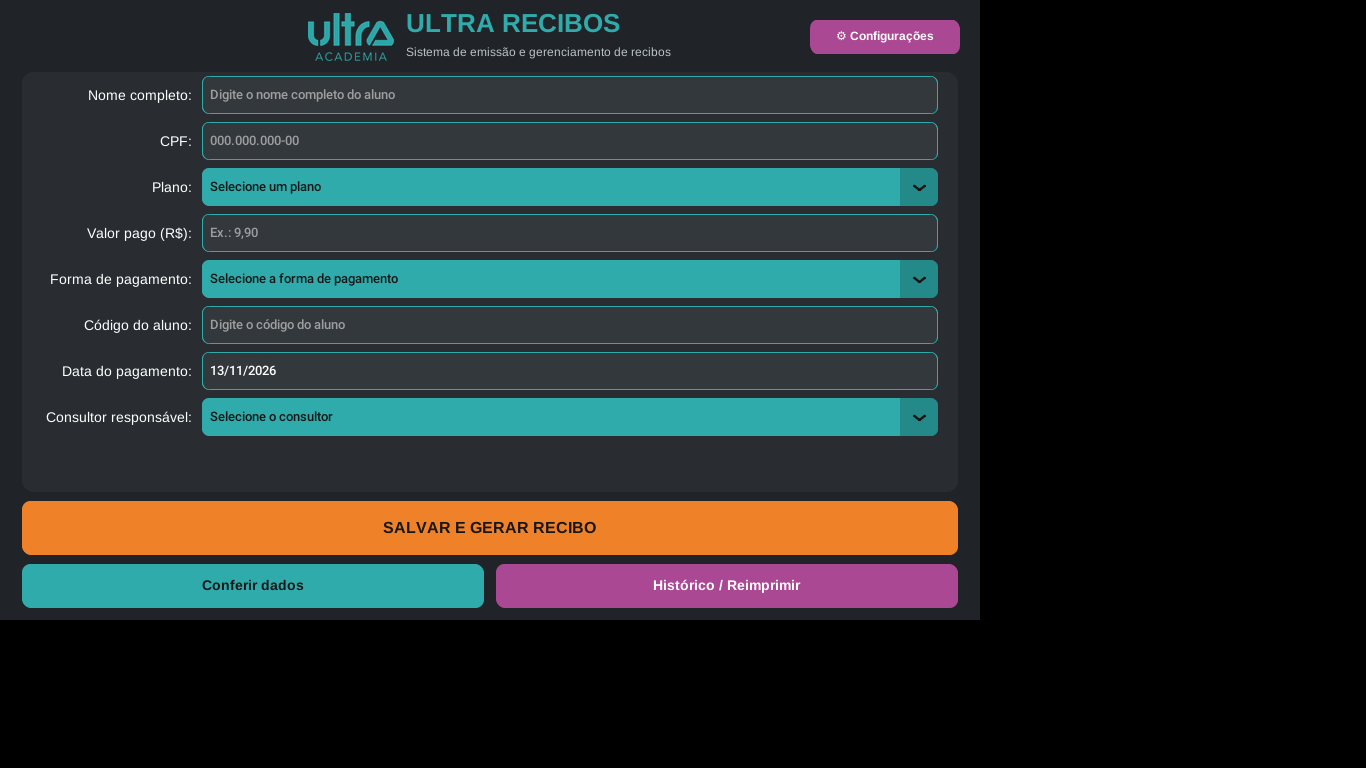 ultra
ACADEMIA
ULTRA RECIBOS
Sistema de emissão e gerenciamento de recibos
⚙ Configurações
Nome completo: Digite o nome completo do aluno
CPF: 000.000.000-00
Plano: Selecione um plano
Valor pago (R$): Ex.: 9,90
Forma de pagamento: Selecione a forma de pagamento
Código do aluno: Digite o código do aluno
Data do pagamento: 13/11/2026
Consultor responsável: Selecione o consultor
SALVAR E GERAR RECIBO
Conferir dados
Histórico / Reimprimir